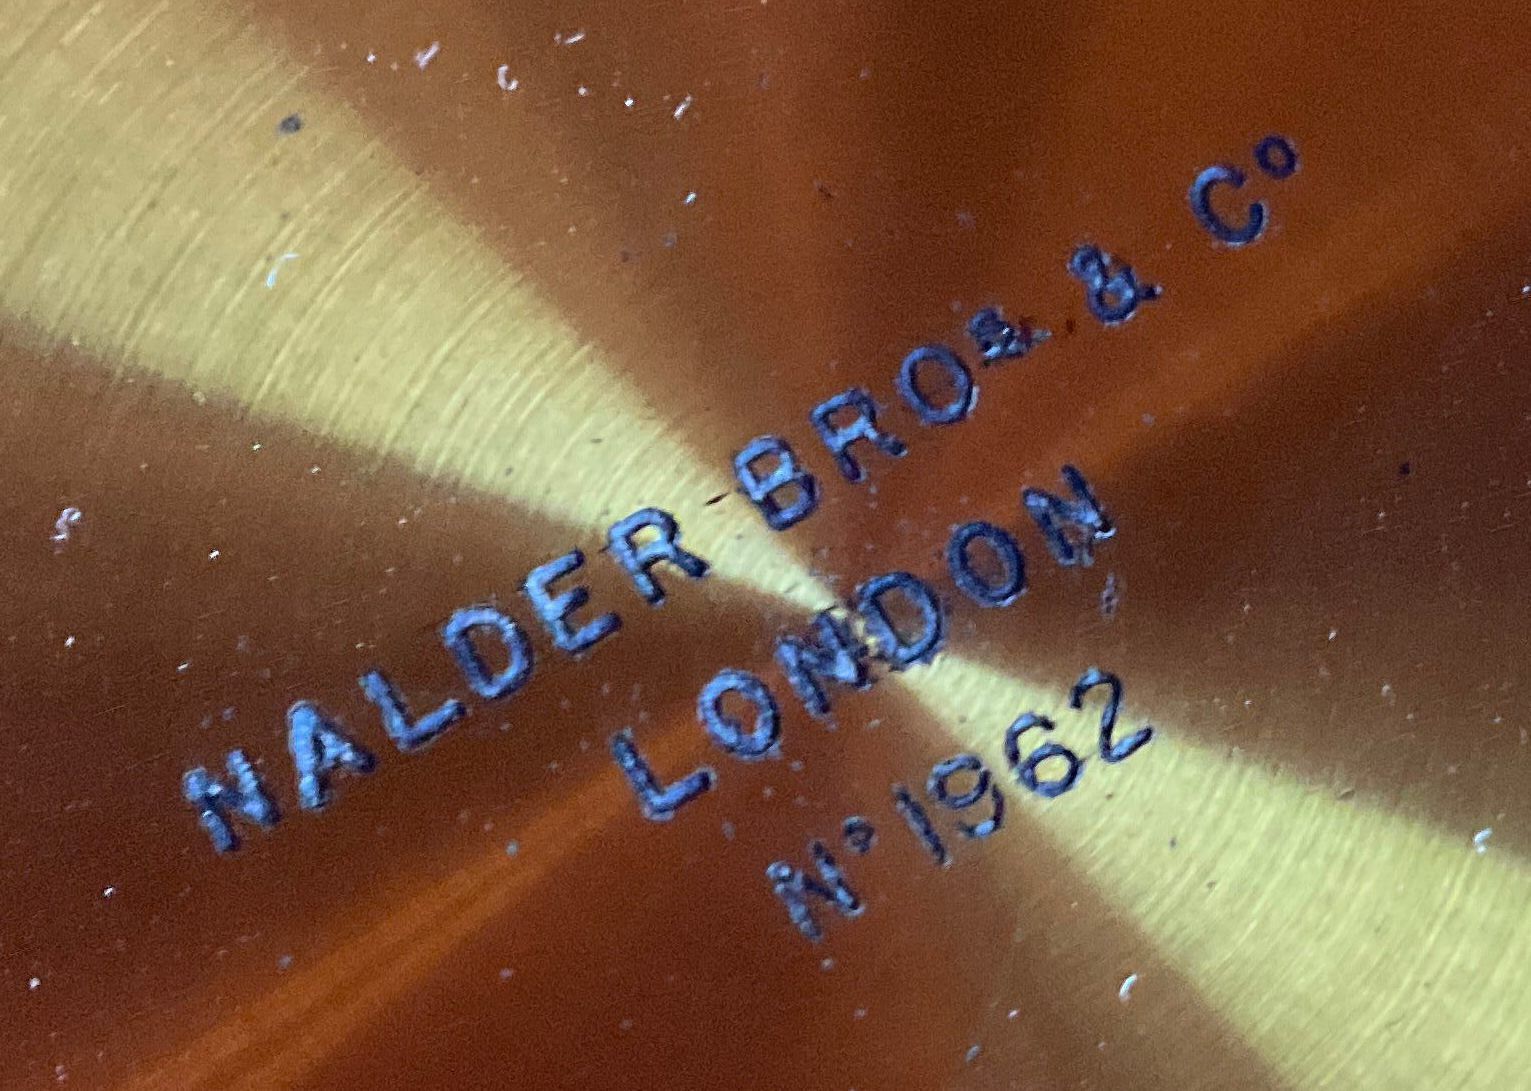 NALDER BROS. & Cº
LONDON
Nº 1962